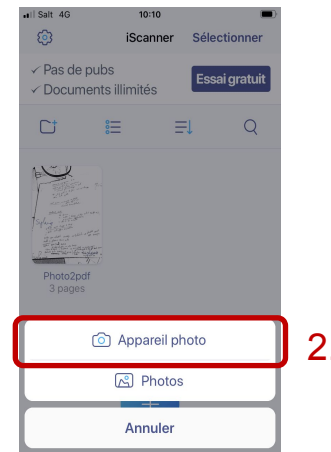 Salt 4G 10:10
iScanner Sélectionner
✓ Pas de pubs
✓ Documents illimités
Essai gratuit
Photo2pdf
3 pages
Appareil photo
2
Photos
Annuler